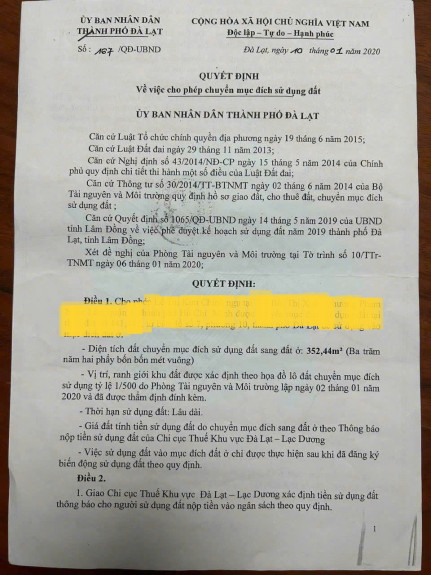 ỦY BAN NHÂN DÂN
THÀNH PHỐ ĐÀ LẠT
Số: 167/QĐ-UBND
CỘNG HÒA XÃ HỘI CHỦ NGHĨA VIỆT NAM
Độc lập – Tự do – Hạnh phúc
Đà Lạt, ngày 10 tháng 01 năm 2020
QUYẾT ĐỊNH
Về việc cho phép chuyển mục đích sử dụng đất
ỦY BAN NHÂN DÂN THÀNH PHỐ ĐÀ LẠT
Căn cứ Luật Tổ chức chính quyền địa phương ngày 19 tháng 6 năm 2015;
Căn cứ Luật Đất đai ngày 29 tháng 11 năm 2013;
Căn cứ Nghị định số 43/2014/NĐ-CP ngày 15 tháng 5 năm 2014 của Chính
phủ quy định chi tiết thi hành một số điều của Luật Đất đai;
Căn cứ Thông tư số 30/2014/TT-BTNMT ngày 02 tháng 6 năm 2014 của Bộ
Tài nguyên và Môi trường quy định hồ sơ giao đất, cho thuê đất, chuyển mục đích
sử dụng đất ;
Căn cứ Quyết định số 1065/QĐ-UBND ngày 14 tháng 5 năm 2019 của UBND
tỉnh Lâm Đồng về việc phê duyệt kế hoạch sử dụng đất năm 2019 thành phố Đà
Lạt, tỉnh Lâm Đồng;
Xét đề nghị của Phòng Tài nguyên và Môi trường tại Tờ trình số 10/TTr-
TNMT ngày 06 tháng 01 năm 2020;
QUYẾT ĐỊNH:
Điều 1. Cho
phường 10,
- Diện tích đất chuyển mục đích sử dụng đất sang đất ở: 352,44m² (Ba trăm
năm hai phẩy bốn bốn mét vuông)
- Vị trí, ranh giới khu đất được xác định theo họa đồ lô đất chuyển mục đích
sử dụng tỷ lệ 1/500 do Phòng Tài nguyên và Môi trường lập ngày 02 tháng 01 năm
2020 và đã được thẩm định đính kèm.
- Thời hạn sử dụng đất: Lâu dài.
- Giá đất tính tiền sử dụng đất do chuyển mục đích sang đất ở theo Thông báo
nộp tiền sử dụng đất của Chi cục Thuế Khu vực Đà Lạt – Lạc Dương
- Việc sử dụng đất vào mục đích đất ở chỉ được thực hiện sau khi đã đăng ký
biến động sử dụng đất theo quy định.
Điều 2.
1. Giao Chi cục Thuế Khu vực Đà Lạt – Lạc Dương xác định tiền sử dụng đất
thông báo cho người sử dụng đất nộp tiền vào ngân sách theo quy định.
1